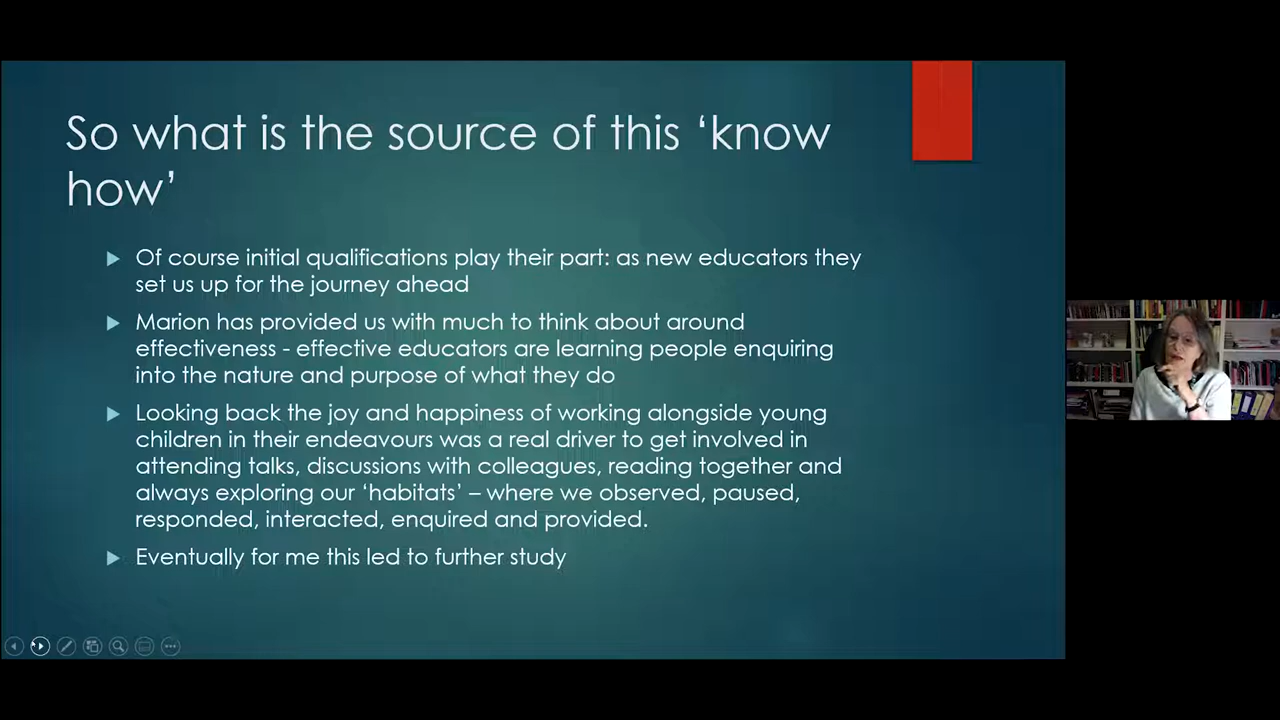 So what is the source of this ‘know
how’
Of course initial qualifications play their part: as new educators they
set us up for the journey ahead
Marion has provided us with much to think about around
effectiveness - effective educators are learning people enquiring
into the nature and purpose of what they do
Looking back the joy and happiness of working alongside young
children in their endeavours was a real driver to get involved in
attending talks, discussions with colleagues, reading together and
always exploring our ‘habitats’ – where we observed, paused,
responded, interacted, enquired and provided.
Eventually for me this led to further study